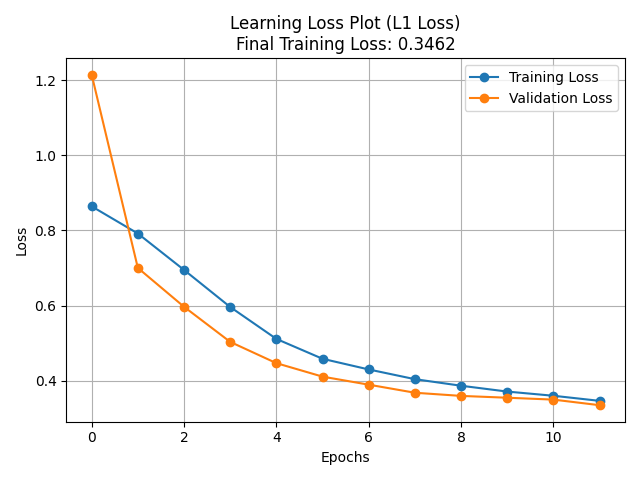 Learning Loss Plot (L1 Loss)
Final Training Loss: 0.3462
Training Loss
Validation Loss
Loss
1.2
1.0
0.8
0.6
0.4
0 2 4 6 8 10
Epochs